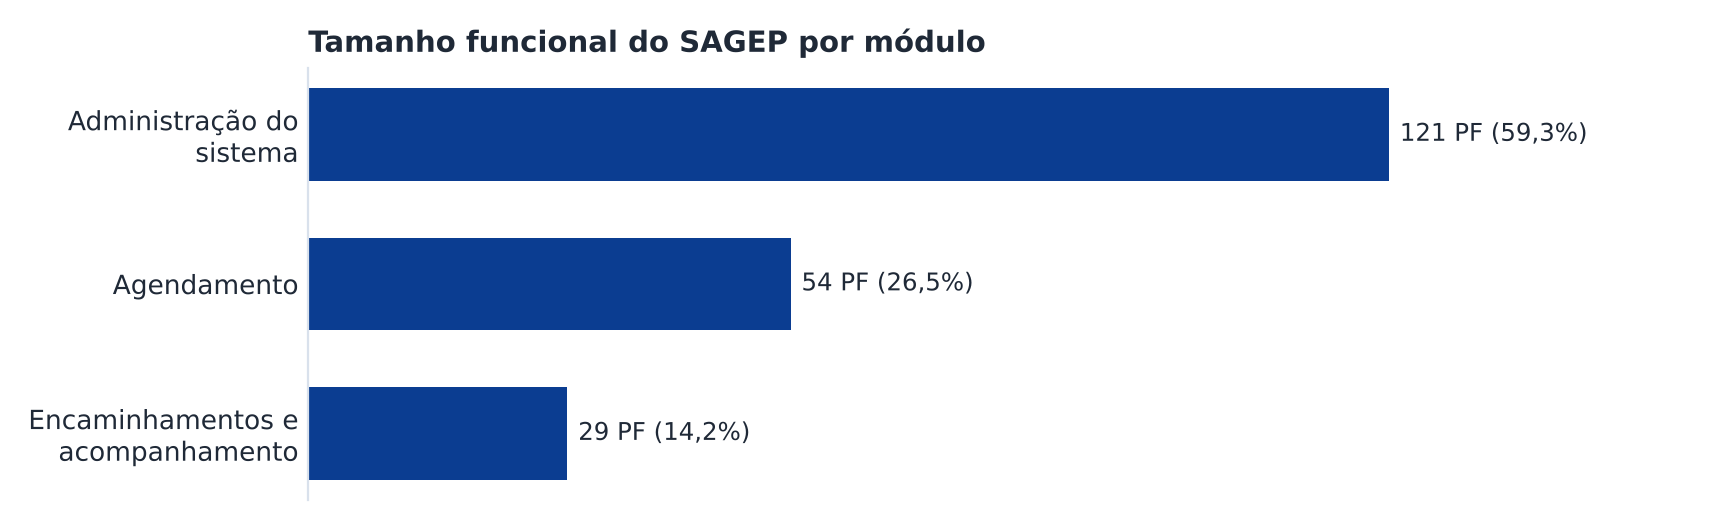 Tamanho funcional do SAGEP por módulo
Administração do
sistema
121 PF (59,3%)
Agendamento
54 PF (26,5%)
Encaminhamentos e
acompanhamento
29 PF (14,2%)